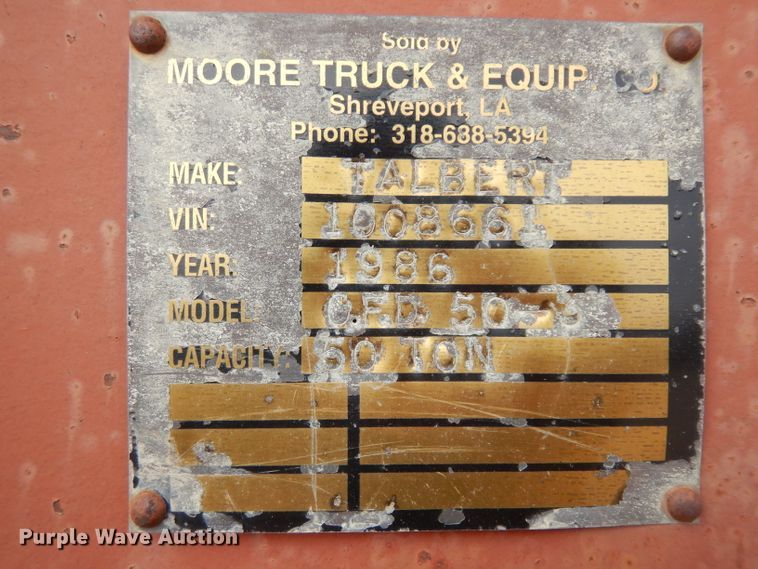 Sold by
MOORE TRUCK & EQUIP. CO.
Shreveport, LA
Phone: 318-638-5394
MAKE: TALBERT
VIN: 1008661
YEAR: 1986
MODEL: CFD 50-S
CAPACITY: 50 TON
Purple Wave Auction